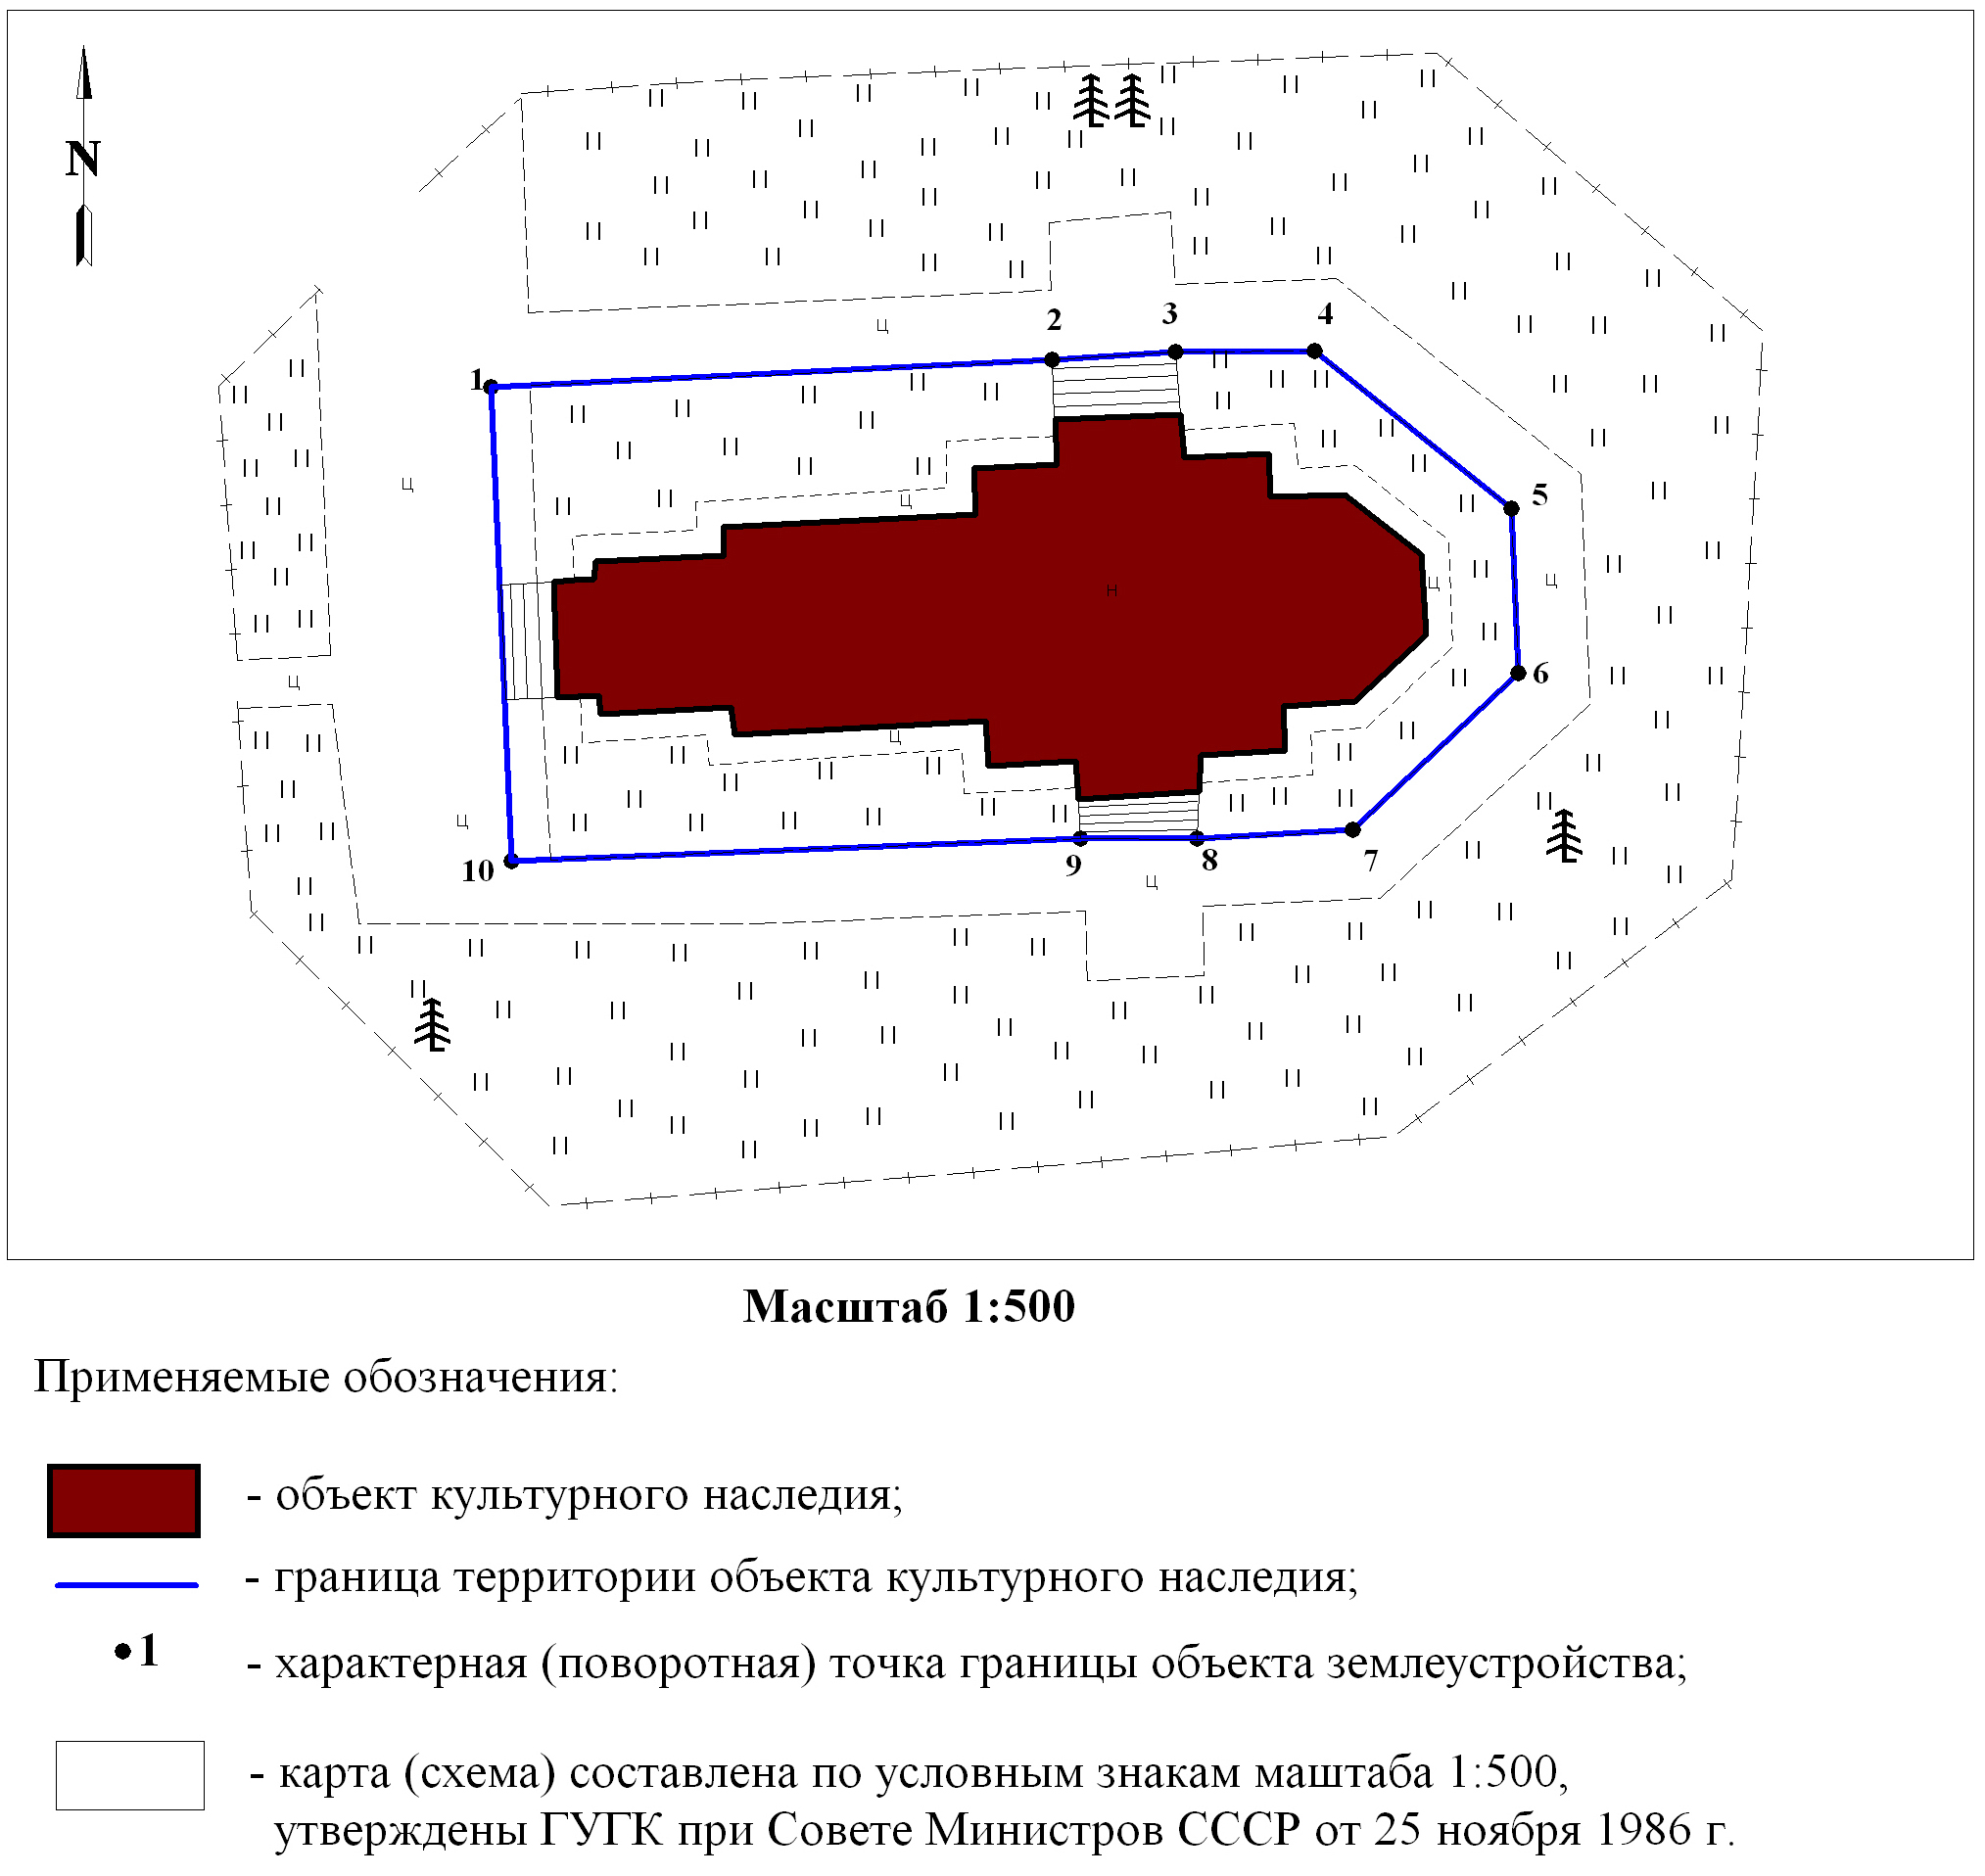 N
2
3
4
ц
1
ц
ц
5
н
ц
ц
6
ц
ц
ц
10
9
8
7
ц
Масштаб 1:500
Применяемые обозначения:
- объект культурного наследия;
- граница территории объекта культурного наследия;
1
- характерная (поворотная) точка границы объекта землеустройства;
- карта (схема) составлена по условным знакам маштаба 1:500,
утверждены ГУГК при Совете Министров СССР от 25 ноября 1986 г.